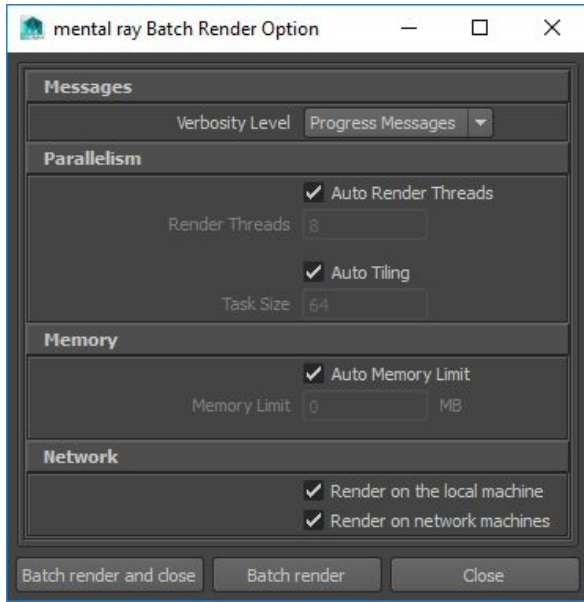 mental ray Batch Render Option
Messages
Verbosity Level Progress Messages
Parallelism
Auto Render Threads
Render Threads 8
Auto Tiling
Task Size 64
Memory
Auto Memory Limit
Memory Limit 0 MB
Network
Render on the local machine
Render on network machines
Batch render and close Batch render Close